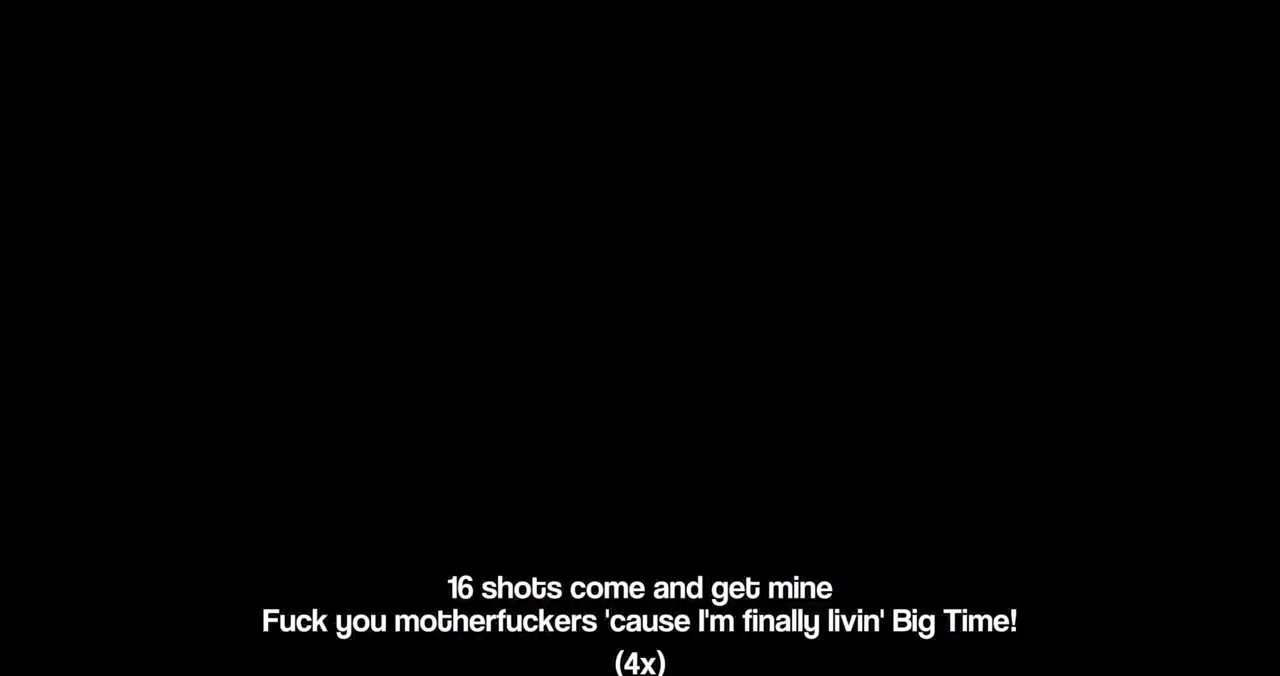 16 shots come and get mine
Fuck you motherfuckers 'cause I'm finally livin' Big Time!
(4x)